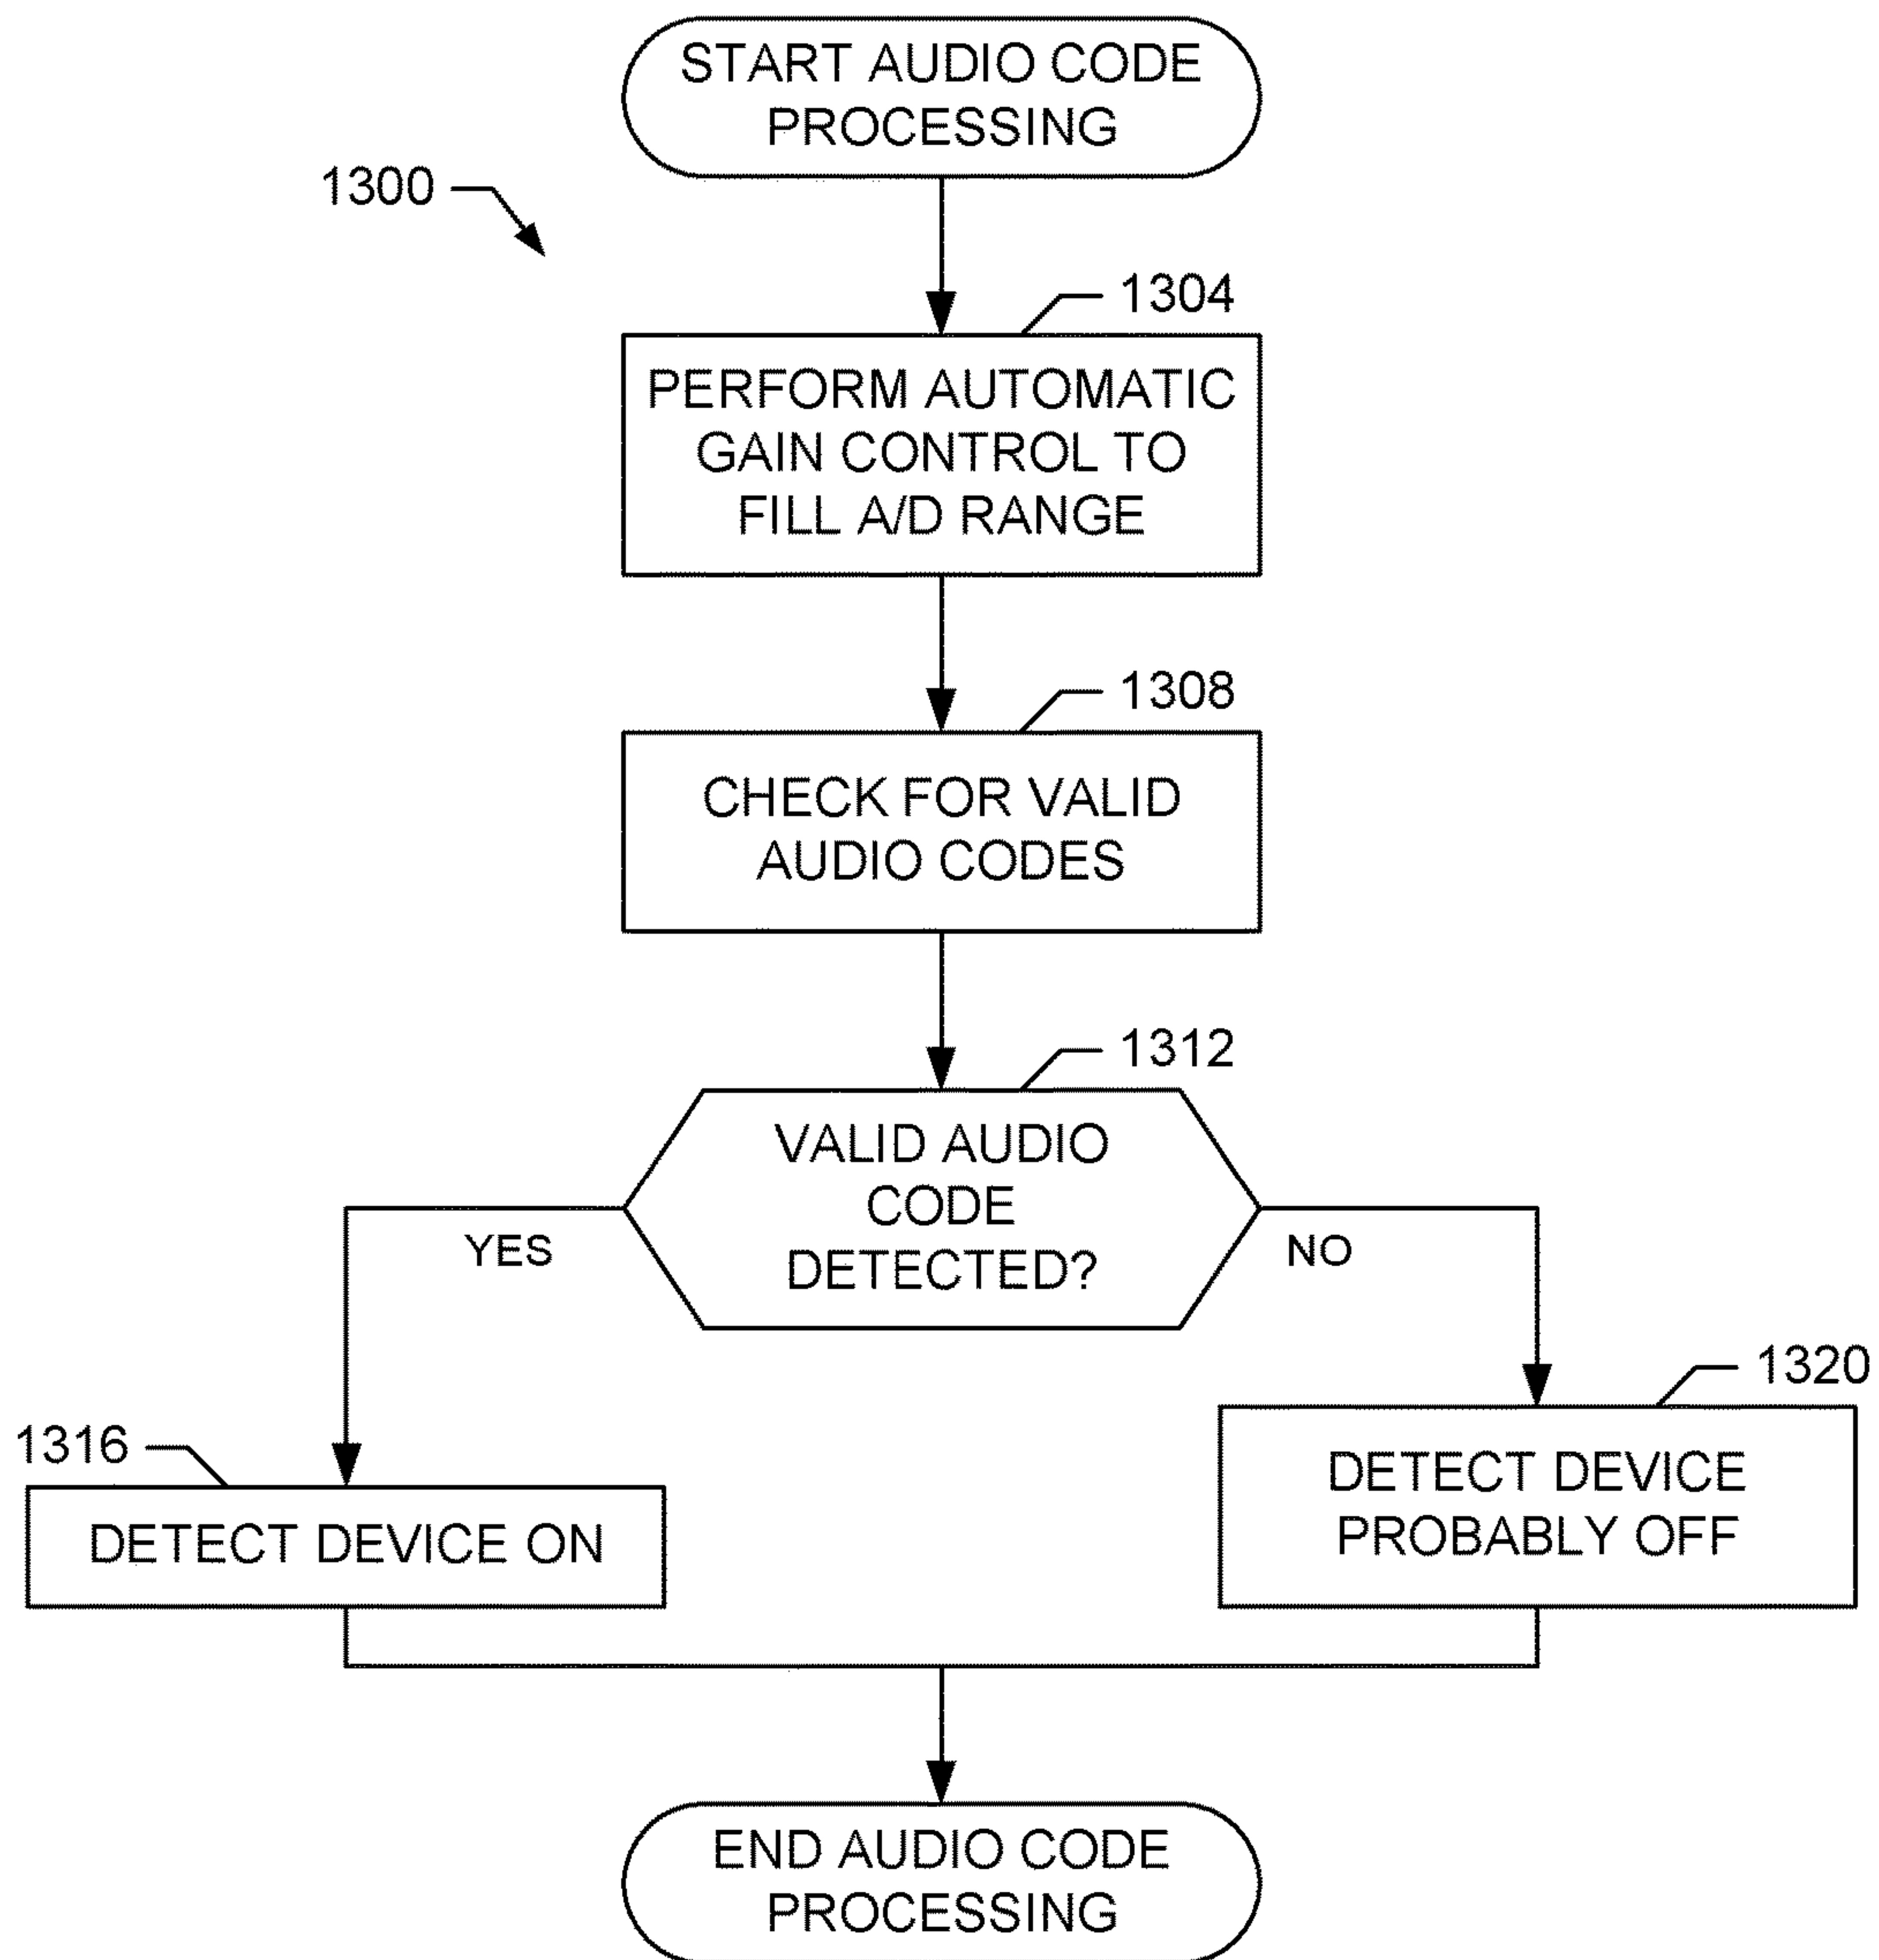 START AUDIO CODE
PROCESSING
1300
1304
PERFORM AUTOMATIC
GAIN CONTROL TO
FILL A/D RANGE
1308
CHECK FOR VALID
AUDIO CODES
1312
VALID AUDIO
CODE
DETECTED?
YES
NO
1320
1316
DETECT DEVICE
PROBABLY OFF
DETECT DEVICE ON
END AUDIO CODE
PROCESSING